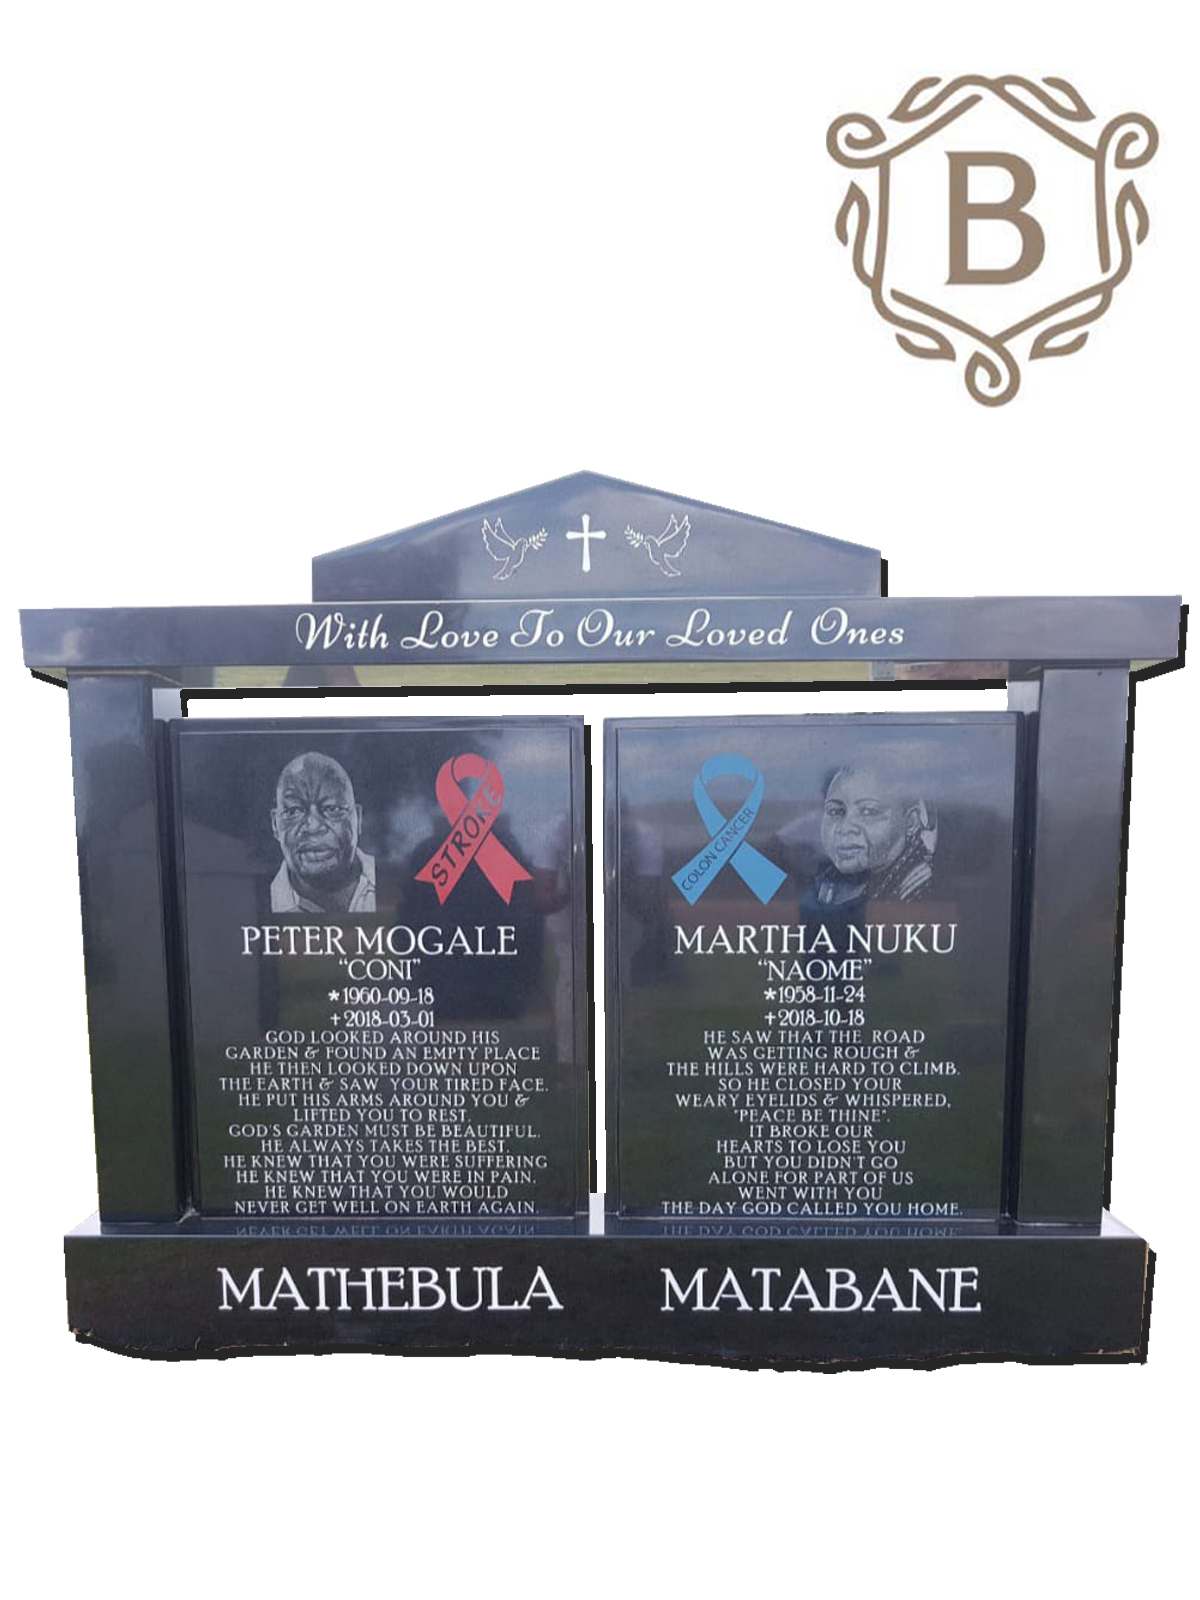 B
With Love To Our Loved Ones
STROKE
PETER MOGALE
"CONI"
*1960-09-18
†2018-03-01
GOD LOOKED AROUND HIS
GARDEN & FOUND AN EMPTY PLACE
HE THEN LOOKED DOWN UPON
THE EARTH & SAW YOUR TIRED FACE.
HE PUT HIS ARMS AROUND YOU &
LIFTED YOU TO REST.
GOD'S GARDEN MUST BE BEAUTIFUL.
HE ALWAYS TAKES THE BEST.
HE KNEW THAT YOU WERE SUFFERING
HE KNEW THAT YOU WERE IN PAIN.
HE KNEW THAT YOU WOULD
NEVER GET WELL ON EARTH AGAIN.
COLON CANCER
MARTHA NUKU
"NAOME"
*1958-11-24
†2018-10-18
HE SAW THAT THE ROAD
WAS GETTING ROUGH &
THE HILLS WERE HARD TO CLIMB.
SO HE CLOSED YOUR
WEARY EYELIDS & WHISPERED,
"PEACE BE THINE".
IT BROKE OUR
HEARTS TO LOSE YOU
BUT YOU DIDN'T GO
ALONE FOR PART OF US
WENT WITH YOU
THE DAY GOD CALLED YOU HOME.
MATHEBULA
MATABANE